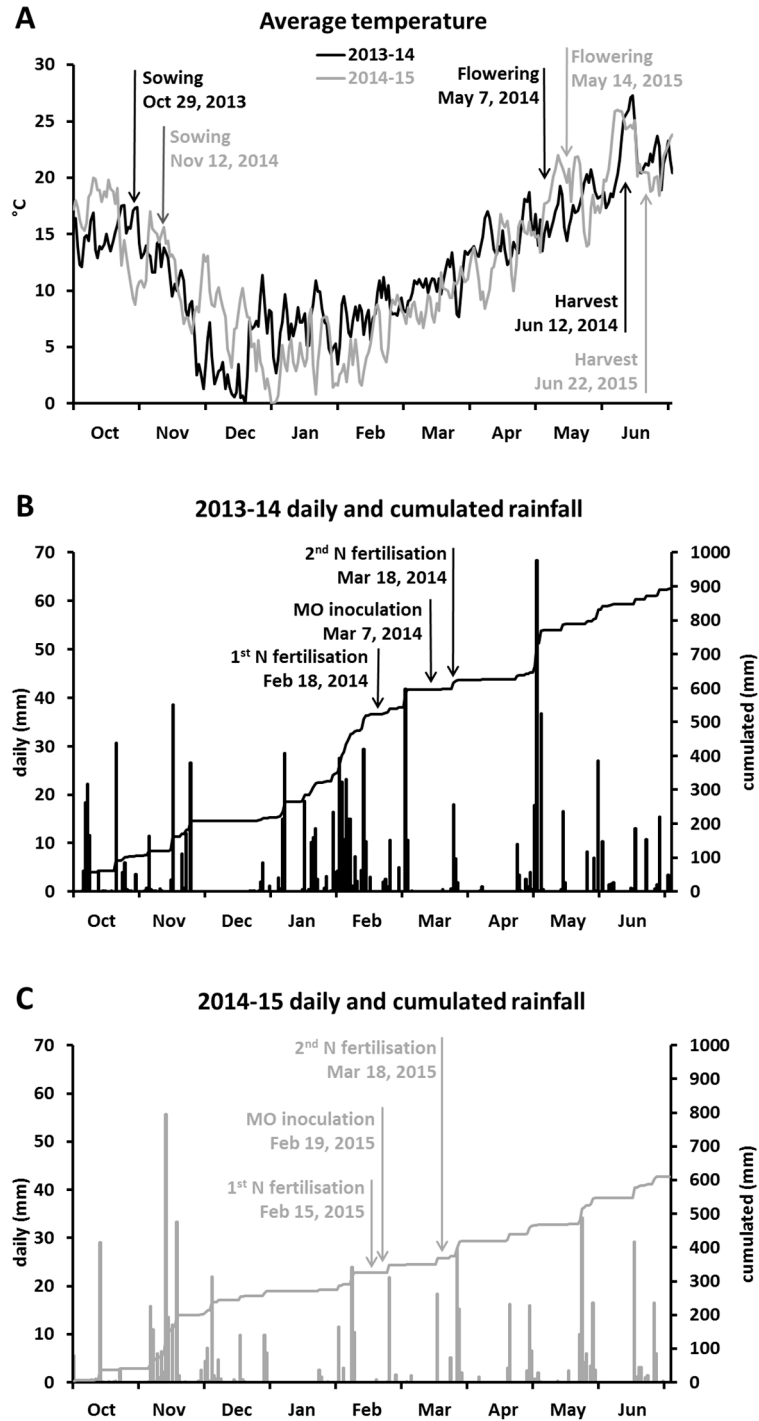 A
Average temperature
2013-14
2014-15
Sowing
Oct 29, 2013
Sowing
Nov 12, 2014
Flowering
May 7, 2014
Flowering
May 14, 2015
Harvest
Jun 12, 2014
Harvest
Jun 22, 2015
°C
30
25
20
15
10
5
0
Oct Nov Dec Jan Feb Mar Apr May Jun
B
2013-14 daily and cumulated rainfall
2nd N fertilisation
Mar 18, 2014
MO inoculation
Mar 7, 2014
1st N fertilisation
Feb 18, 2014
daily (mm)
70
60
50
40
30
20
10
0
cumulated (mm)
1000
900
800
700
600
500
400
300
200
100
0
Oct Nov Dec Jan Feb Mar Apr May Jun
C
2014-15 daily and cumulated rainfall
2nd N fertilisation
Mar 18, 2015
MO inoculation
Feb 19, 2015
1st N fertilisation
Feb 15, 2015
daily (mm)
70
60
50
40
30
20
10
0
cumulated (mm)
1000
900
800
700
600
500
400
300
200
100
0
Oct Nov Dec Jan Feb Mar Apr May Jun